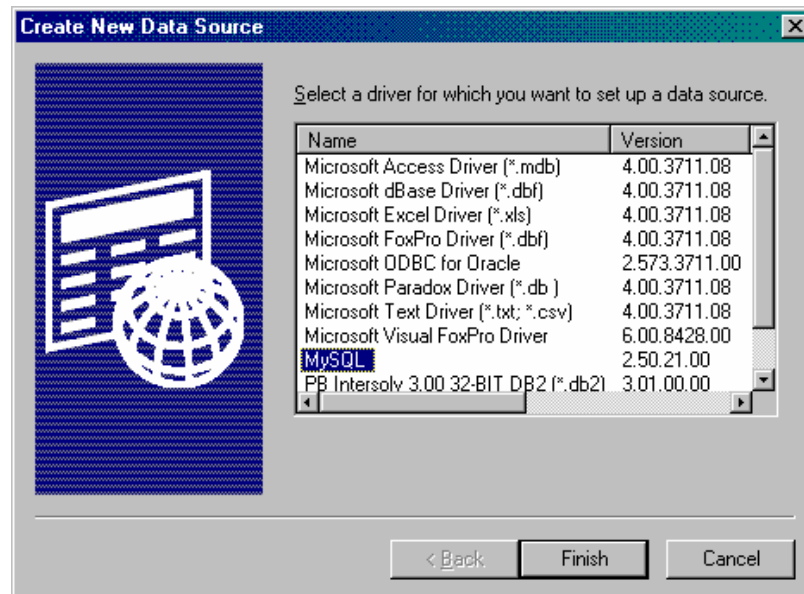 Create New Data Source
Select a driver for which you want to set up a data source.
Name Version
Microsoft Access Driver (*.mdb) 4.00.3711.08
Microsoft dBase Driver (*.dbf) 4.00.3711.08
Microsoft Excel Driver (*.xls) 4.00.3711.08
Microsoft FoxPro Driver (*.dbf) 4.00.3711.08
Microsoft ODBC for Oracle 2.573.3711.00
Microsoft Paradox Driver (*.db ) 4.00.3711.08
Microsoft Text Driver (*.txt; *.csv) 4.00.3711.08
Microsoft Visual FoxPro Driver 6.00.8428.00
MySQL 2.50.21.00
PB Intersolv 3.00 32-BIT DB2 (*.db2) 3.01.00.00
< Back Finish Cancel